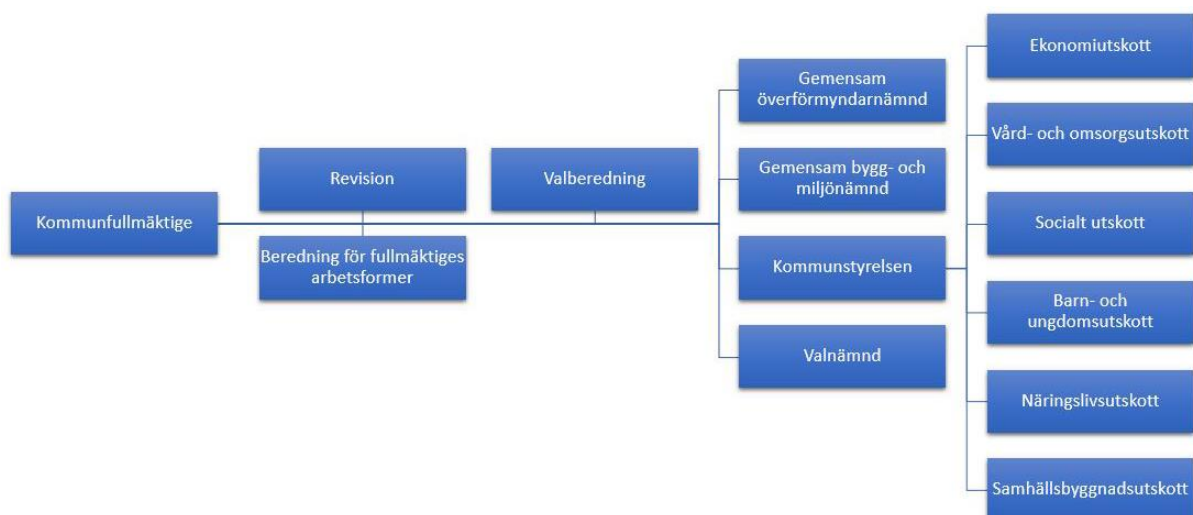 Kommunfullmäktige
Revision
Beredning för fullmäktiges
arbetsformer
Valberedning
Gemensam
överförmyndarnämnd
Gemensam bygg- och
miljönämnd
Kommunstyrelsen
Valnämnd
Ekonomiutskott
Vård- och omsorgsutskott
Socialt utskott
Barn- och
ungdomsutskott
Näringslivsutskott
Samhällsbyggnadsutskott